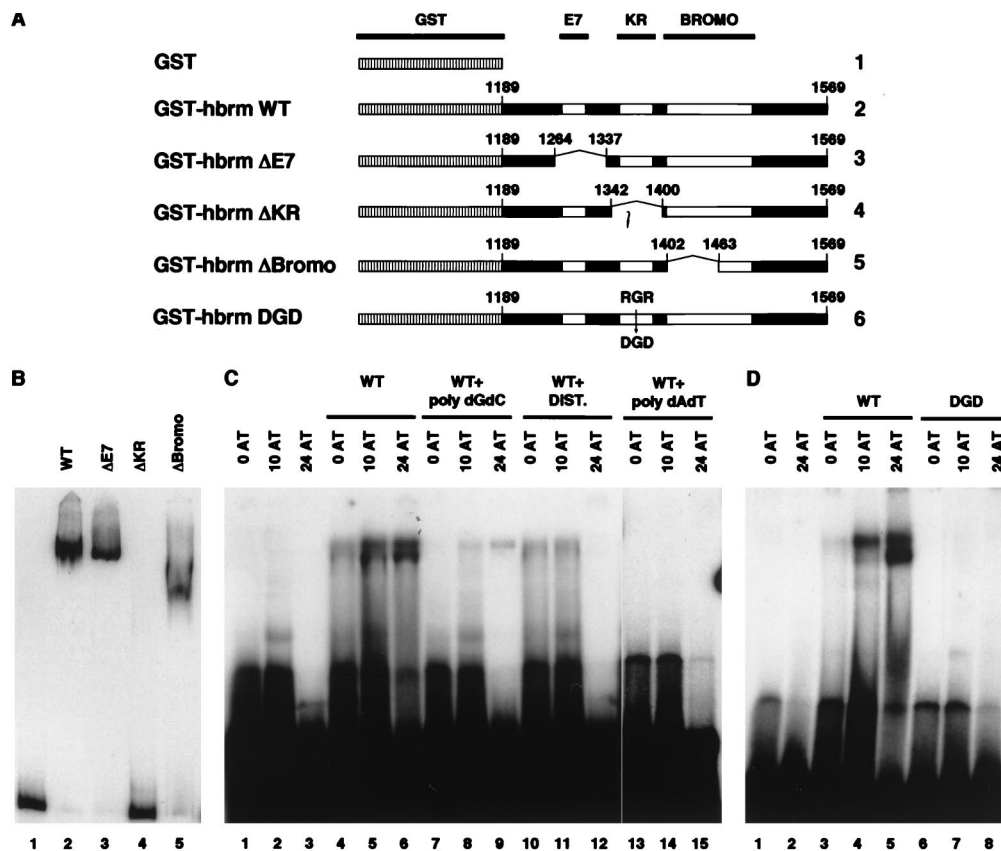 A
GST E7 KR BROMO
GST 1
1189 1569
GST-hbrm WT 2
1189 1264 1337 1569
GST-hbrm ΔE7 3
1189 1342 1400 1569
GST-hbrm ΔKR 4
1189 1402 1463 1569
GST-hbrm ΔBromo 5
1189 RGR 1569
GST-hbrm DGD 6
DGD
B
WT ΔE7 ΔKR ΔBromo
1 2 3 4 5
C
WT WT+ poly dGdC WT+ DIST. WT+ poly dAdT
0 AT 10 AT 24 AT 0 AT 10 AT 24 AT 0 AT 10 AT 24 AT 0 AT 10 AT 24 AT 0 AT 10 AT 24 AT
1 2 3 4 5 6 7 8 9 10 11 12 13 14 15
D
WT DGD
0 AT 24 AT 0 AT 10 AT 24 AT 0 AT 10 AT 24 AT
1 2 3 4 5 6 7 8